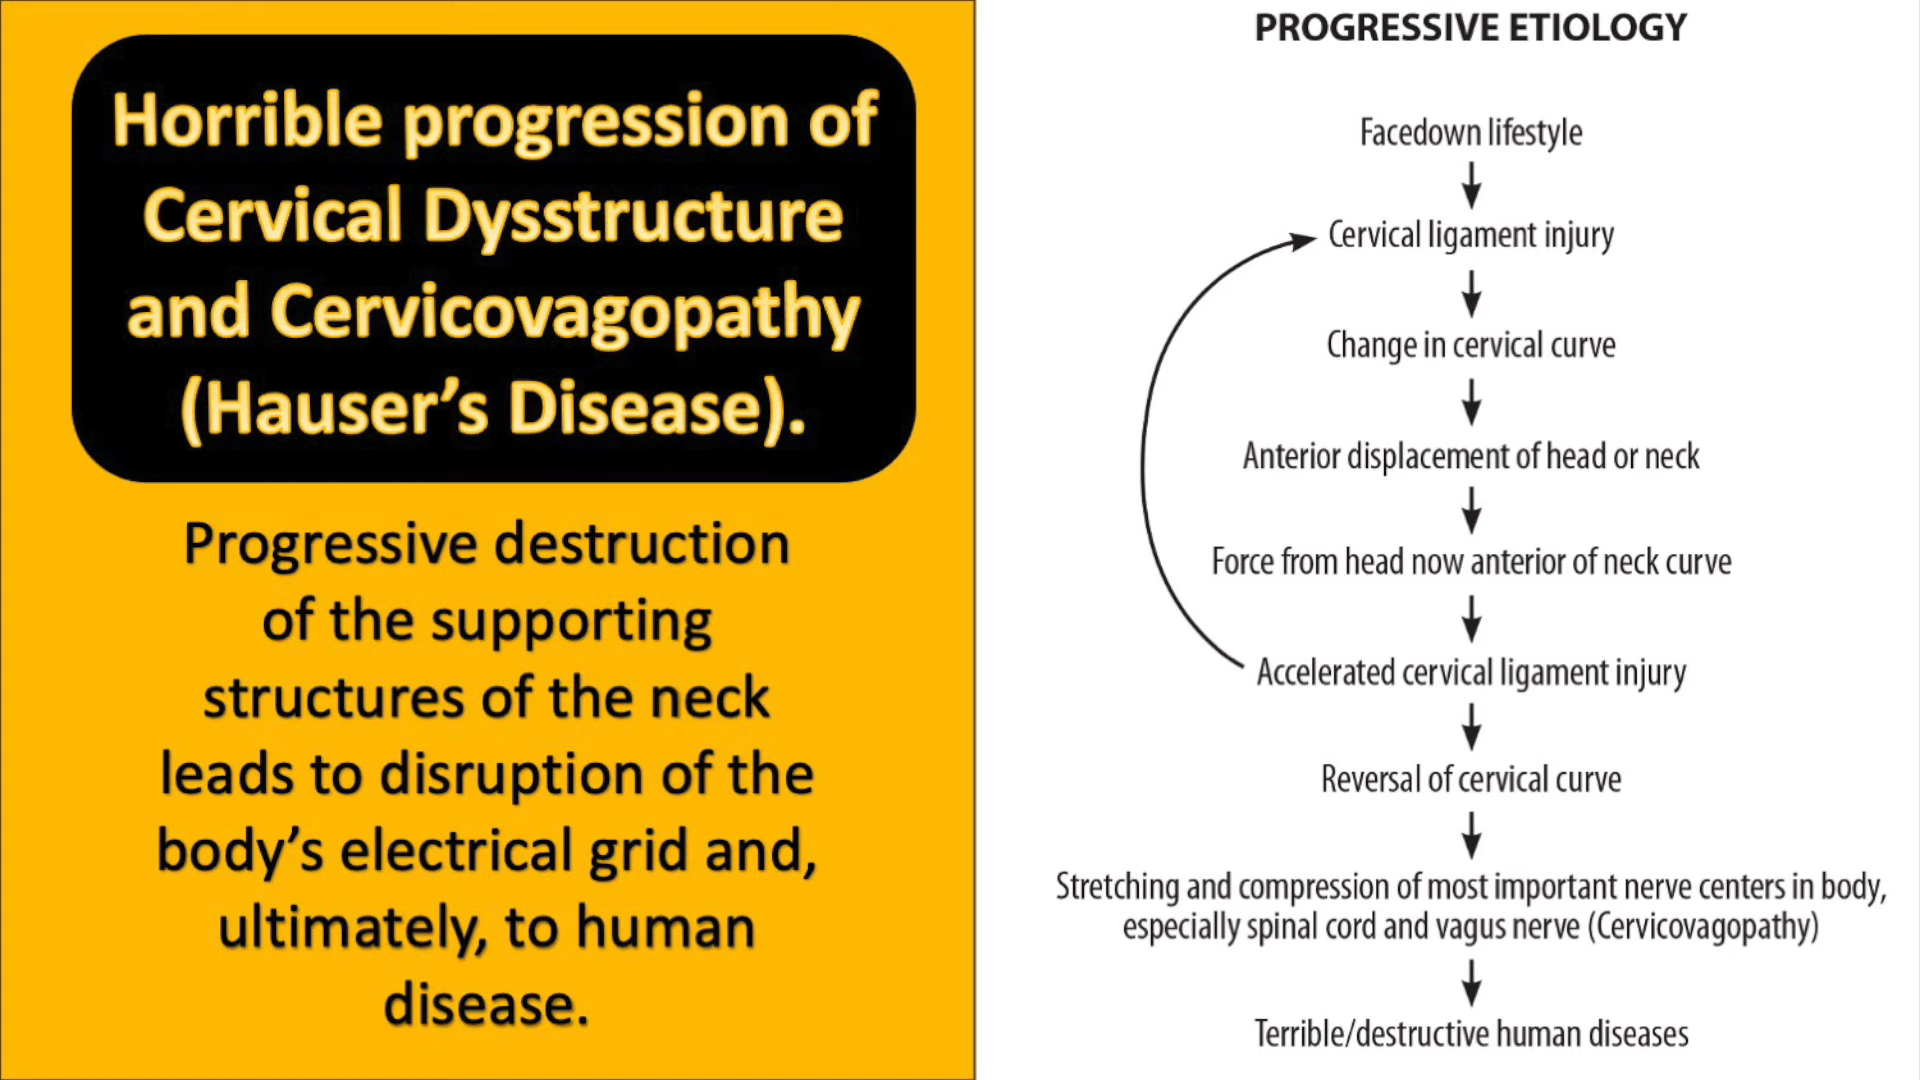 Horrible progression of
Cervical Dysstructure
and Cervicovagopathy
(Hauser’s Disease).
Progressive destruction
of the supporting
structures of the neck
leads to disruption of the
body’s electrical grid and,
ultimately, to human
disease.
PROGRESSIVE ETIOLOGY
Facedown lifestyle
Cervical ligament injury
Change in cervical curve
Anterior displacement of head or neck
Force from head now anterior of neck curve
Accelerated cervical ligament injury
Reversal of cervical curve
Stretching and compression of most important nerve centers in body,
especially spinal cord and vagus nerve (Cervicovagopathy)
Terrible/destructive human diseases